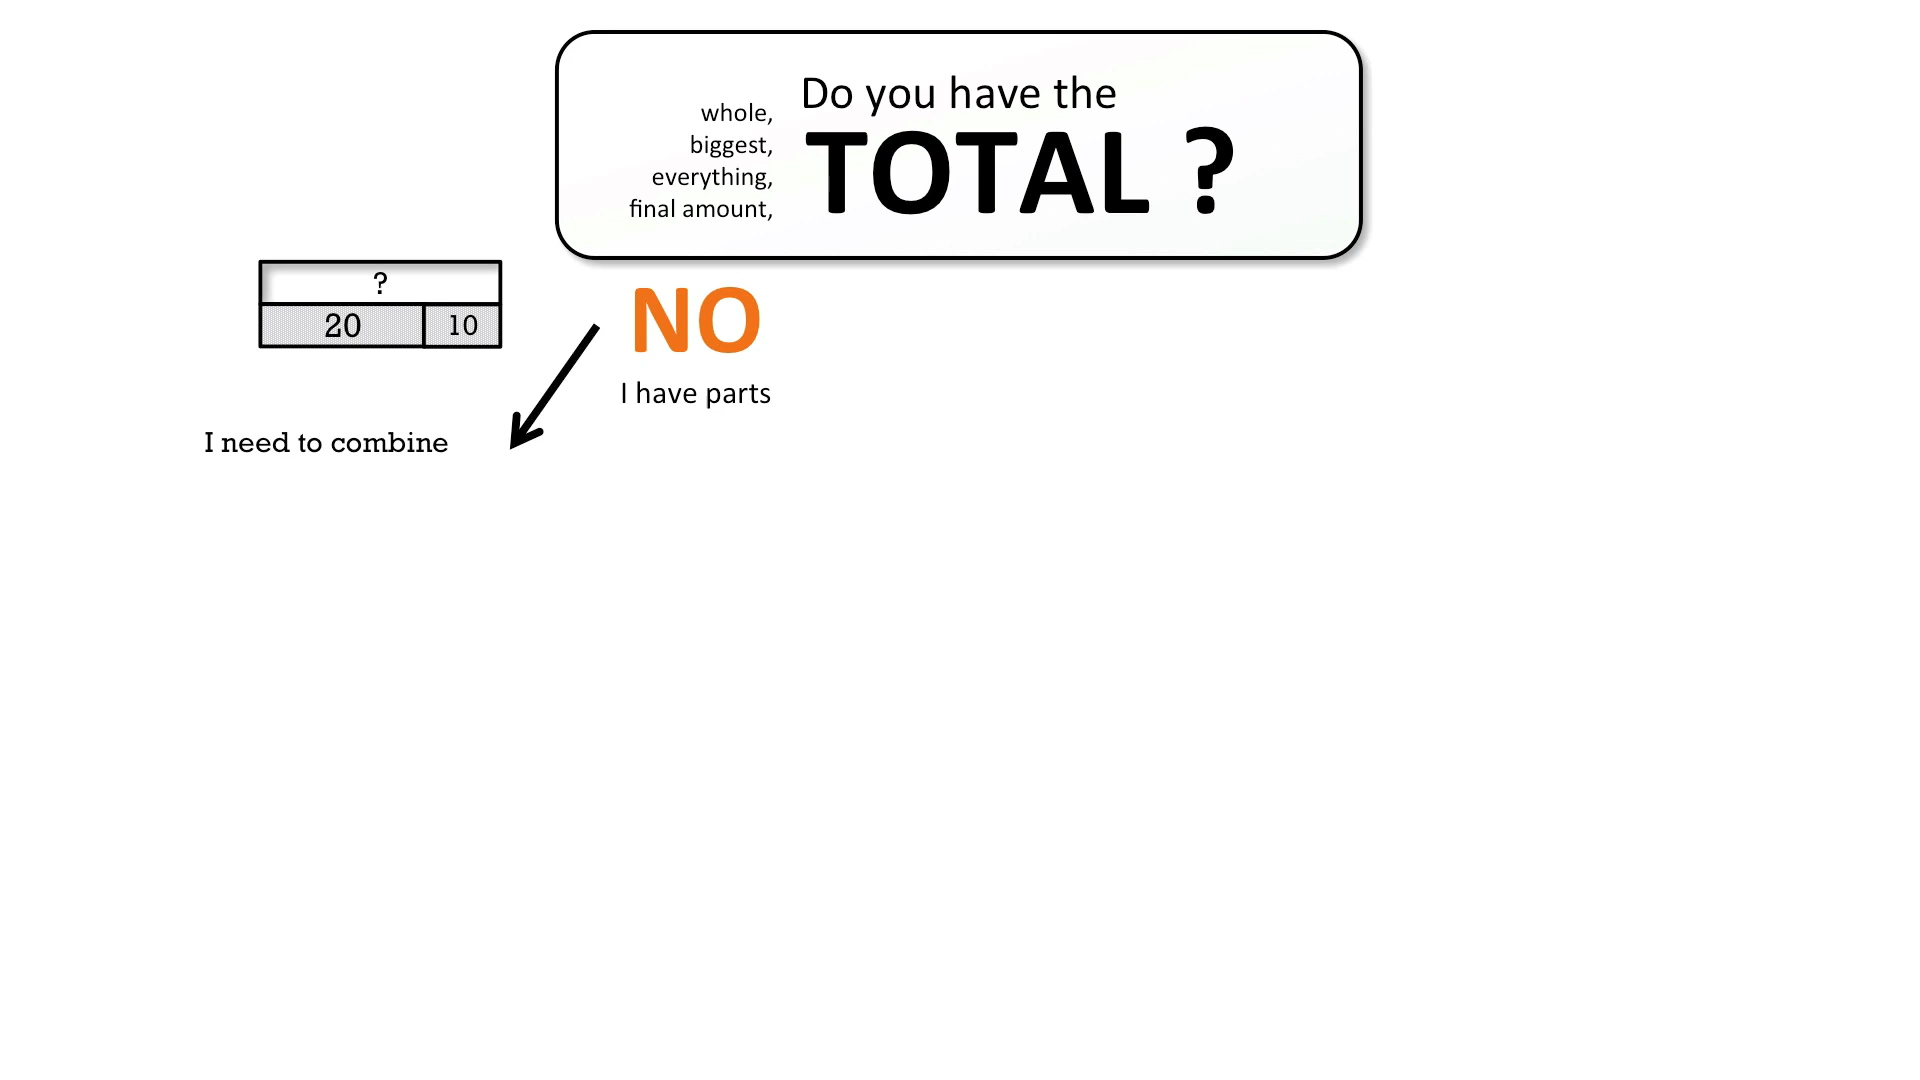 Do you have the
whole,
biggest,
everything,
final amount,
TOTAL ?
?
20 10
NO
I have parts
I need to combine